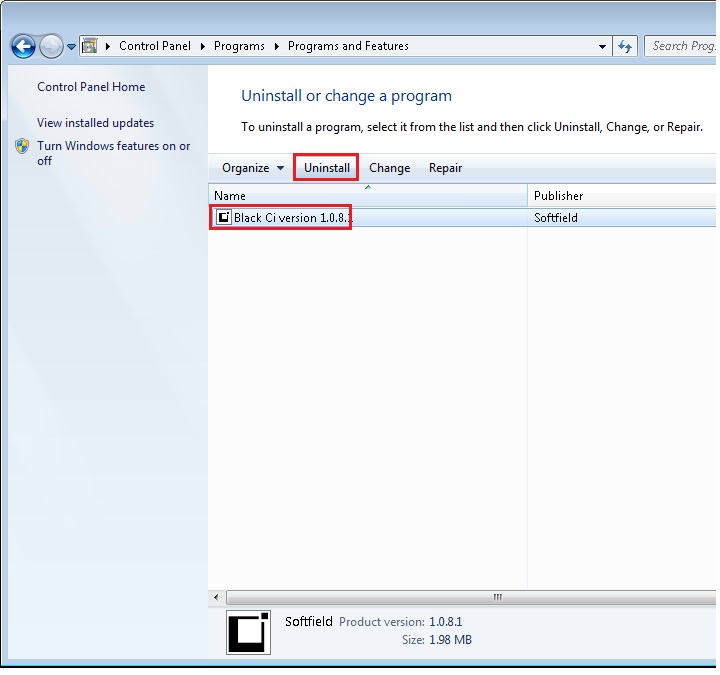 Control Panel Programs Programs and Features Search Prog
Control Panel Home
View installed updates
Turn Windows features on or
off
Uninstall or change a program
To uninstall a program, select it from the list and then click Uninstall, Change, or Repair.
Organize Uninstall Change Repair
Name Publisher
Black Ci version 1.0.8.1 Softfield
Softfield Product version: 1.0.8.1
Size: 1.98 MB